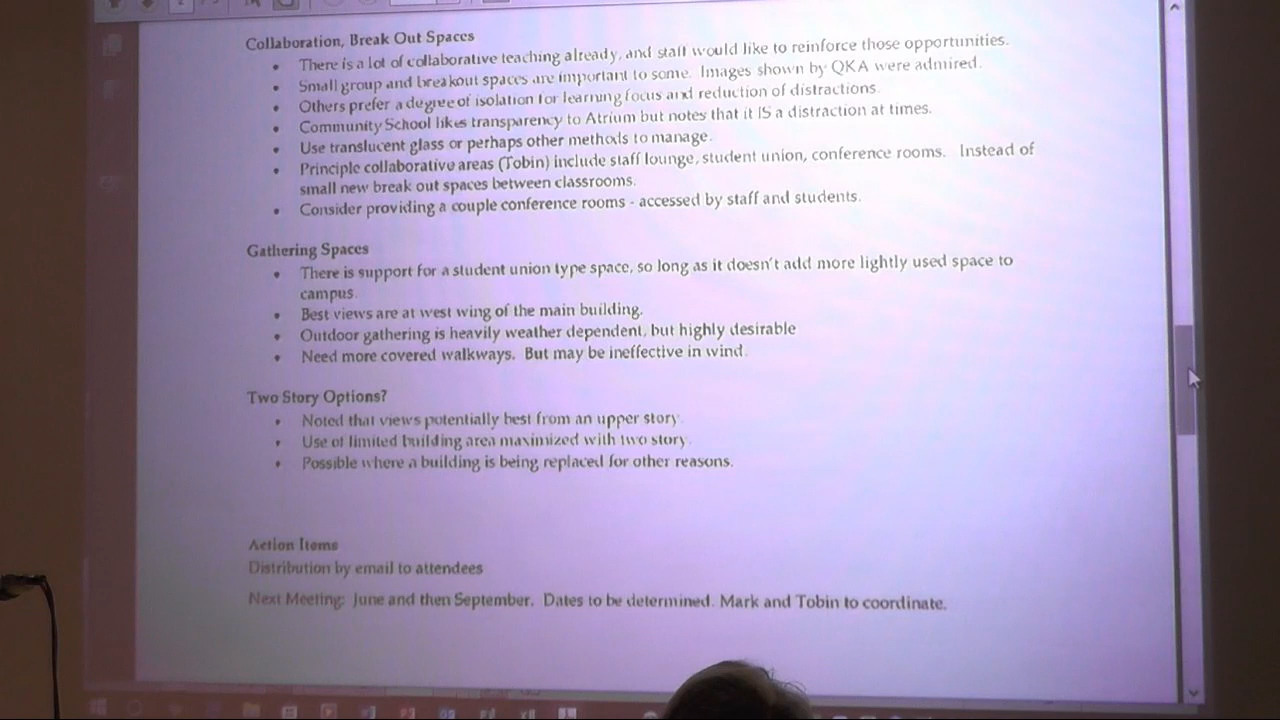 Collaboration, Break Out Spaces
• There is a lot of collaborative teaching already, and staff would like to reinforce those opportunities.
• Small group and breakout spaces are important to some. Images shown by QKA were admired.
• Others prefer a degree of isolation for learning focus and reduction of distractions.
• Community School likes transparency to Atrium but notes that it IS a distraction at times.
• Use translucent glass or perhaps other methods to manage.
• Principle collaborative areas (Tobin) include staff lounge, student union, conference rooms. Instead of
small new break out spaces between classrooms.
• Consider providing a couple conference rooms - accessed by staff and students.
Gathering Spaces
• There is support for a student union type space, so long as it doesn't add more lightly used space to
campus.
• Best views are at west wing of the main building.
• Outdoor gathering is heavily weather dependent, but highly desirable
• Need more covered walkways. But may be ineffective in wind.
Two Story Options?
• Noted that views potentially best from an upper story.
• Use of limited building area maximized with two story.
• Possible where a building is being replaced for other reasons.
Action Items
Distribution by email to attendees
Next Meeting: June and then September. Dates to be determined. Mark and Tobin to coordinate.